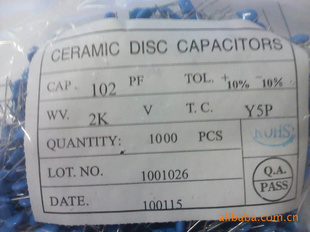 CERAMIC DISC CAPACITORS
CAP. 102 PF TOL. +10% -10%
WV. 2K V T.C. Y5P
QUANTITY: 1000 PCS ROHS
LOT. NO. 1001026
Q.A.
PASS
DATE. 100115
alibaba.com.cn